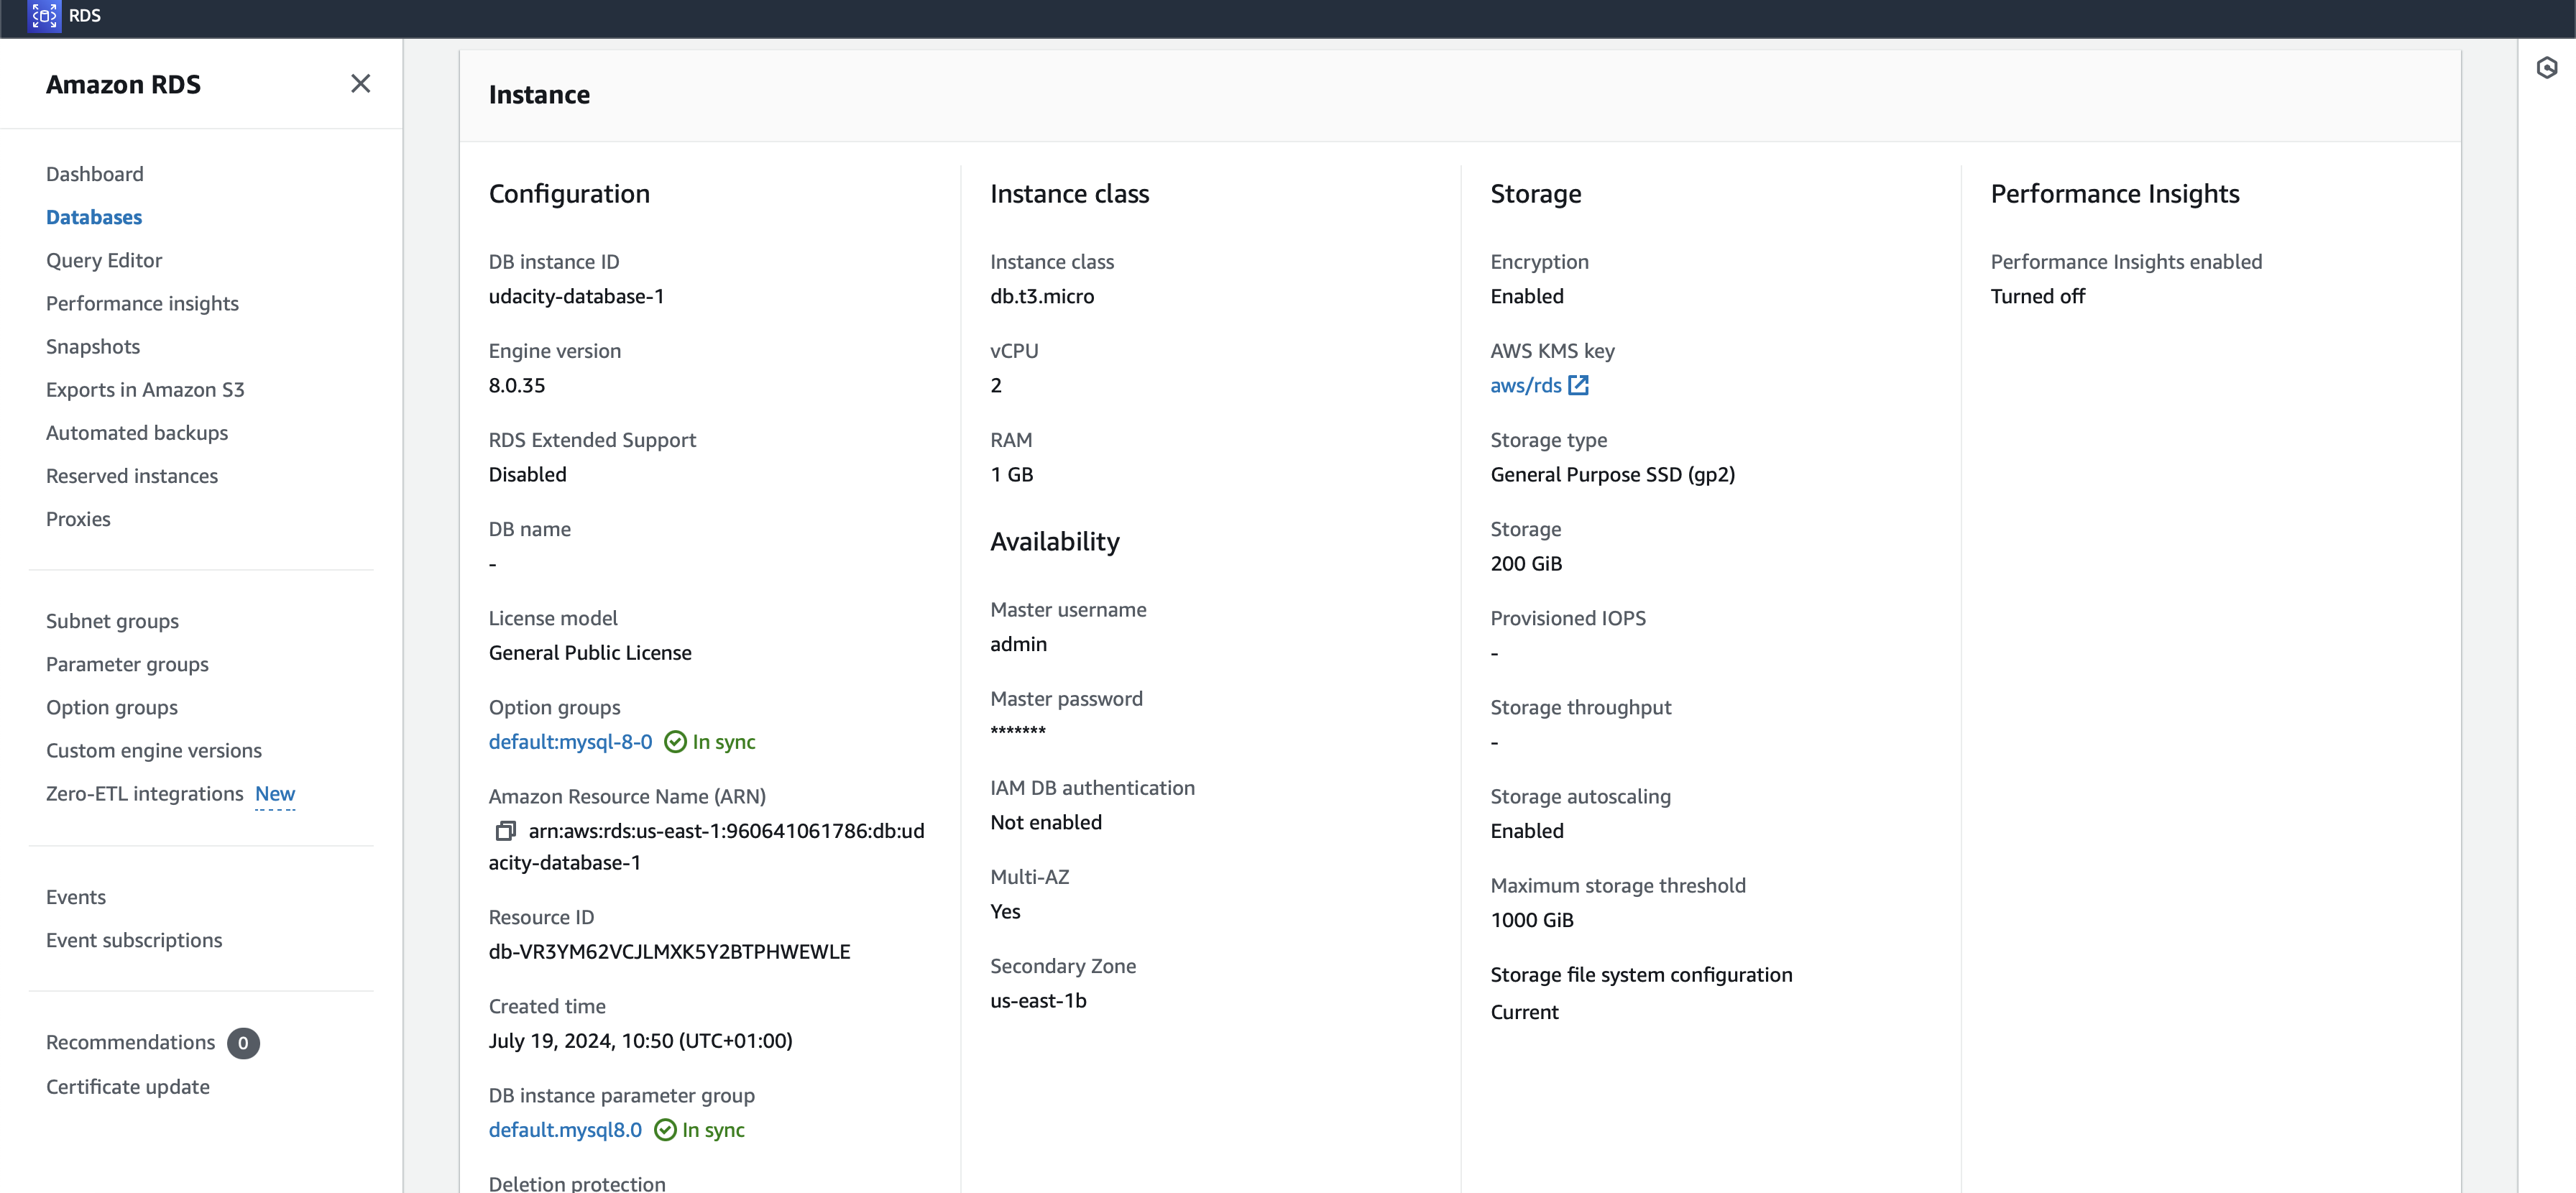 RDS
Amazon RDS
Dashboard
Databases
Query Editor
Performance insights
Snapshots
Exports in Amazon S3
Automated backups
Reserved instances
Proxies
Subnet groups
Parameter groups
Option groups
Custom engine versions
Zero-ETL integrations New
Events
Event subscriptions
Recommendations 0
Certificate update
Instance
Configuration
DB instance ID
udacity-database-1
Engine version
8.0.35
RDS Extended Support
Disabled
DB name
-
License model
General Public License
Option groups
default:mysql-8-0 In sync
Amazon Resource Name (ARN)
arn:aws:rds:us-east-1:960641061786:db:ud
acity-database-1
Resource ID
db-VR3YM62VCJLMXK5Y2BTPHWEWLE
Created time
July 19, 2024, 10:50 (UTC+01:00)
DB instance parameter group
default.mysql8.0 In sync
Deletion protection
Instance class
Instance class
db.t3.micro
vCPU
2
RAM
1 GB
Availability
Master username
admin
Master password
*******
IAM DB authentication
Not enabled
Multi-AZ
Yes
Secondary Zone
us-east-1b
Storage
Encryption
Enabled
AWS KMS key
aws/rds
Storage type
General Purpose SSD (gp2)
Storage
200 GiB
Provisioned IOPS
-
Storage throughput
-
Storage autoscaling
Enabled
Maximum storage threshold
1000 GiB
Storage file system configuration
Current
Performance Insights
Performance Insights enabled
Turned off